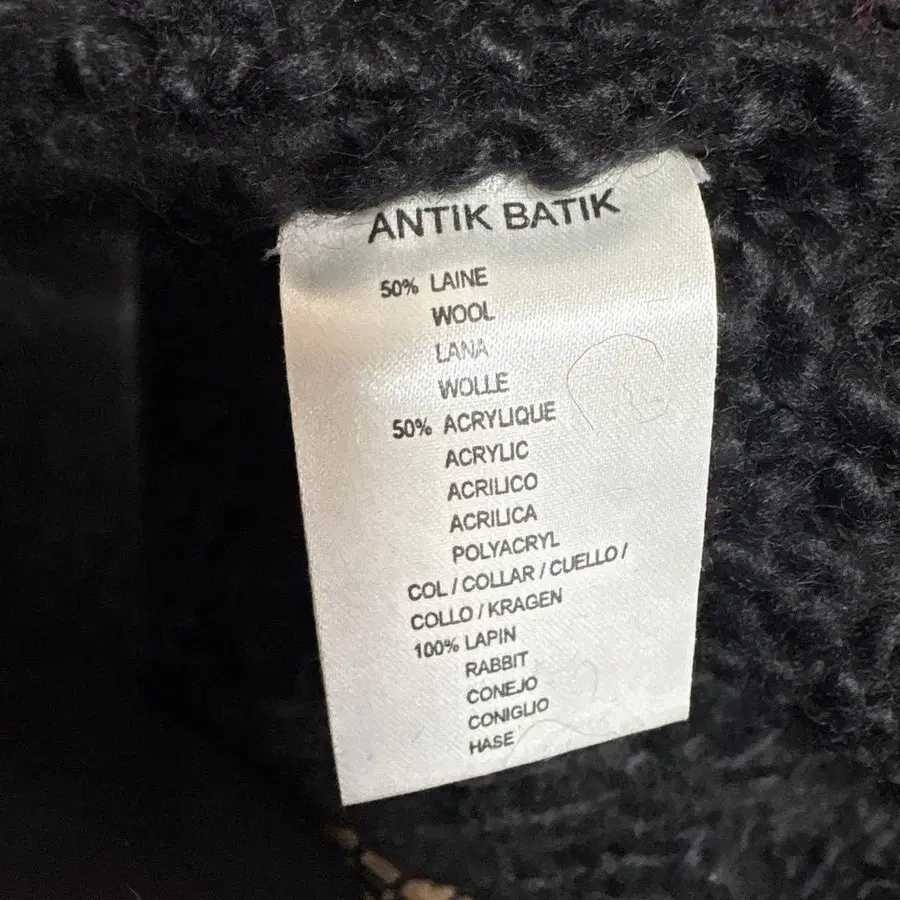 ANTIK BATIK
50% LAINE
WOOL
LANA
WOLLE
50% ACRYLIQUE
ACRYLIC
ACRILICO
ACRILICA
POLYACRYL
COL / COLLAR / CUELLO /
COLLO / KRAGEN
100% LAPIN
RABBIT
CONEJO
CONIGLIO
HASE